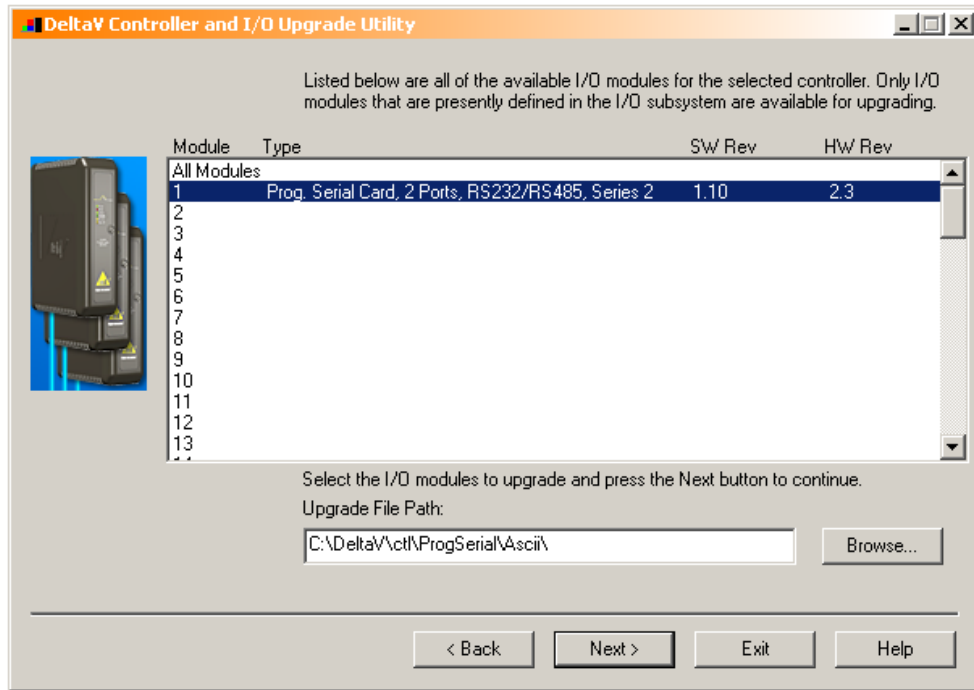 DeltaV Controller and I/O Upgrade Utility
Listed below are all of the available I/O modules for the selected controller. Only I/O
modules that are presently defined in the I/O subsystem are available for upgrading.
Module Type SW Rev HW Rev
All Modules
1 Prog. Serial Card, 2 Ports, RS232/RS485, Series 2 1.10 2.3
2
3
4
5
6
7
8
9
10
11
12
13
Select the I/O modules to upgrade and press the Next button to continue.
Upgrade File Path:
C:\DeltaV\ctl\ProgSerial\Ascii\
Browse...
< Back Next > Exit Help